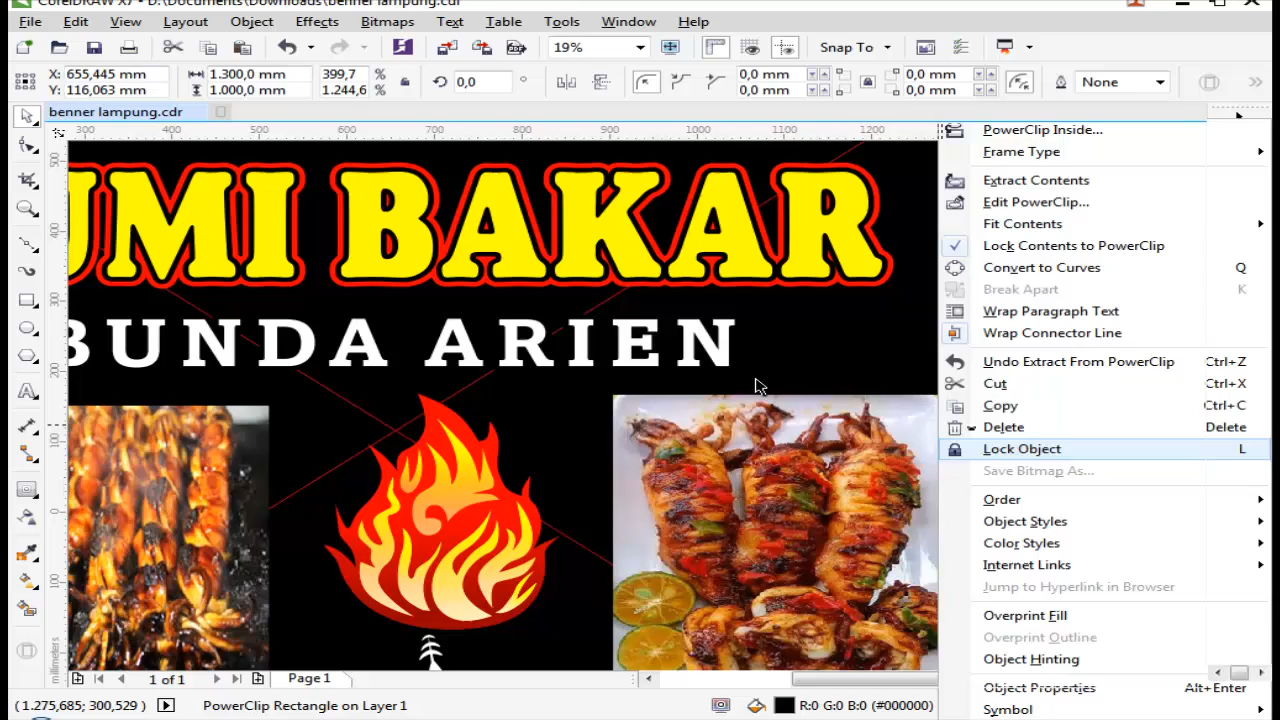 CorelDRAW X7 - D:\Documents\Downloads\benner lampung.cdr
File Edit View Layout Object Effects Bitmaps Text Table Tools Window Help
19% Snap To
X: 655,445 mm 1.300,0 mm 399,7 % 0,0 ° 0,0 mm 0,0 mm None
Y: 116,063 mm 1.000,0 mm 1.244,6 % 0,0 mm 0,0 mm
benner lampung.cdr
300 400 500 600 700 800 900 1000 1100 1200
500
400
300
200
100
0
100
millimeters
UMI BAKAR
BUNDA ARIEN
PowerClip Inside...
Frame Type
Extract Contents
Edit PowerClip...
Fit Contents
Lock Contents to PowerClip
Convert to Curves Q
Break Apart K
Wrap Paragraph Text
Wrap Connector Line
Undo Extract From PowerClip Ctrl+Z
Cut Ctrl+X
Copy Ctrl+C
Delete Delete
Lock Object L
Save Bitmap As...
Order
Object Styles
Color Styles
Internet Links
Jump to Hyperlink in Browser
Overprint Fill
Overprint Outline
Object Hinting
Object Properties Alt+Enter
Symbol
1 of 1 Page 1
(1.275,685; 300,529 ) PowerClip Rectangle on Layer 1 R:0 G:0 B:0 (#000000)